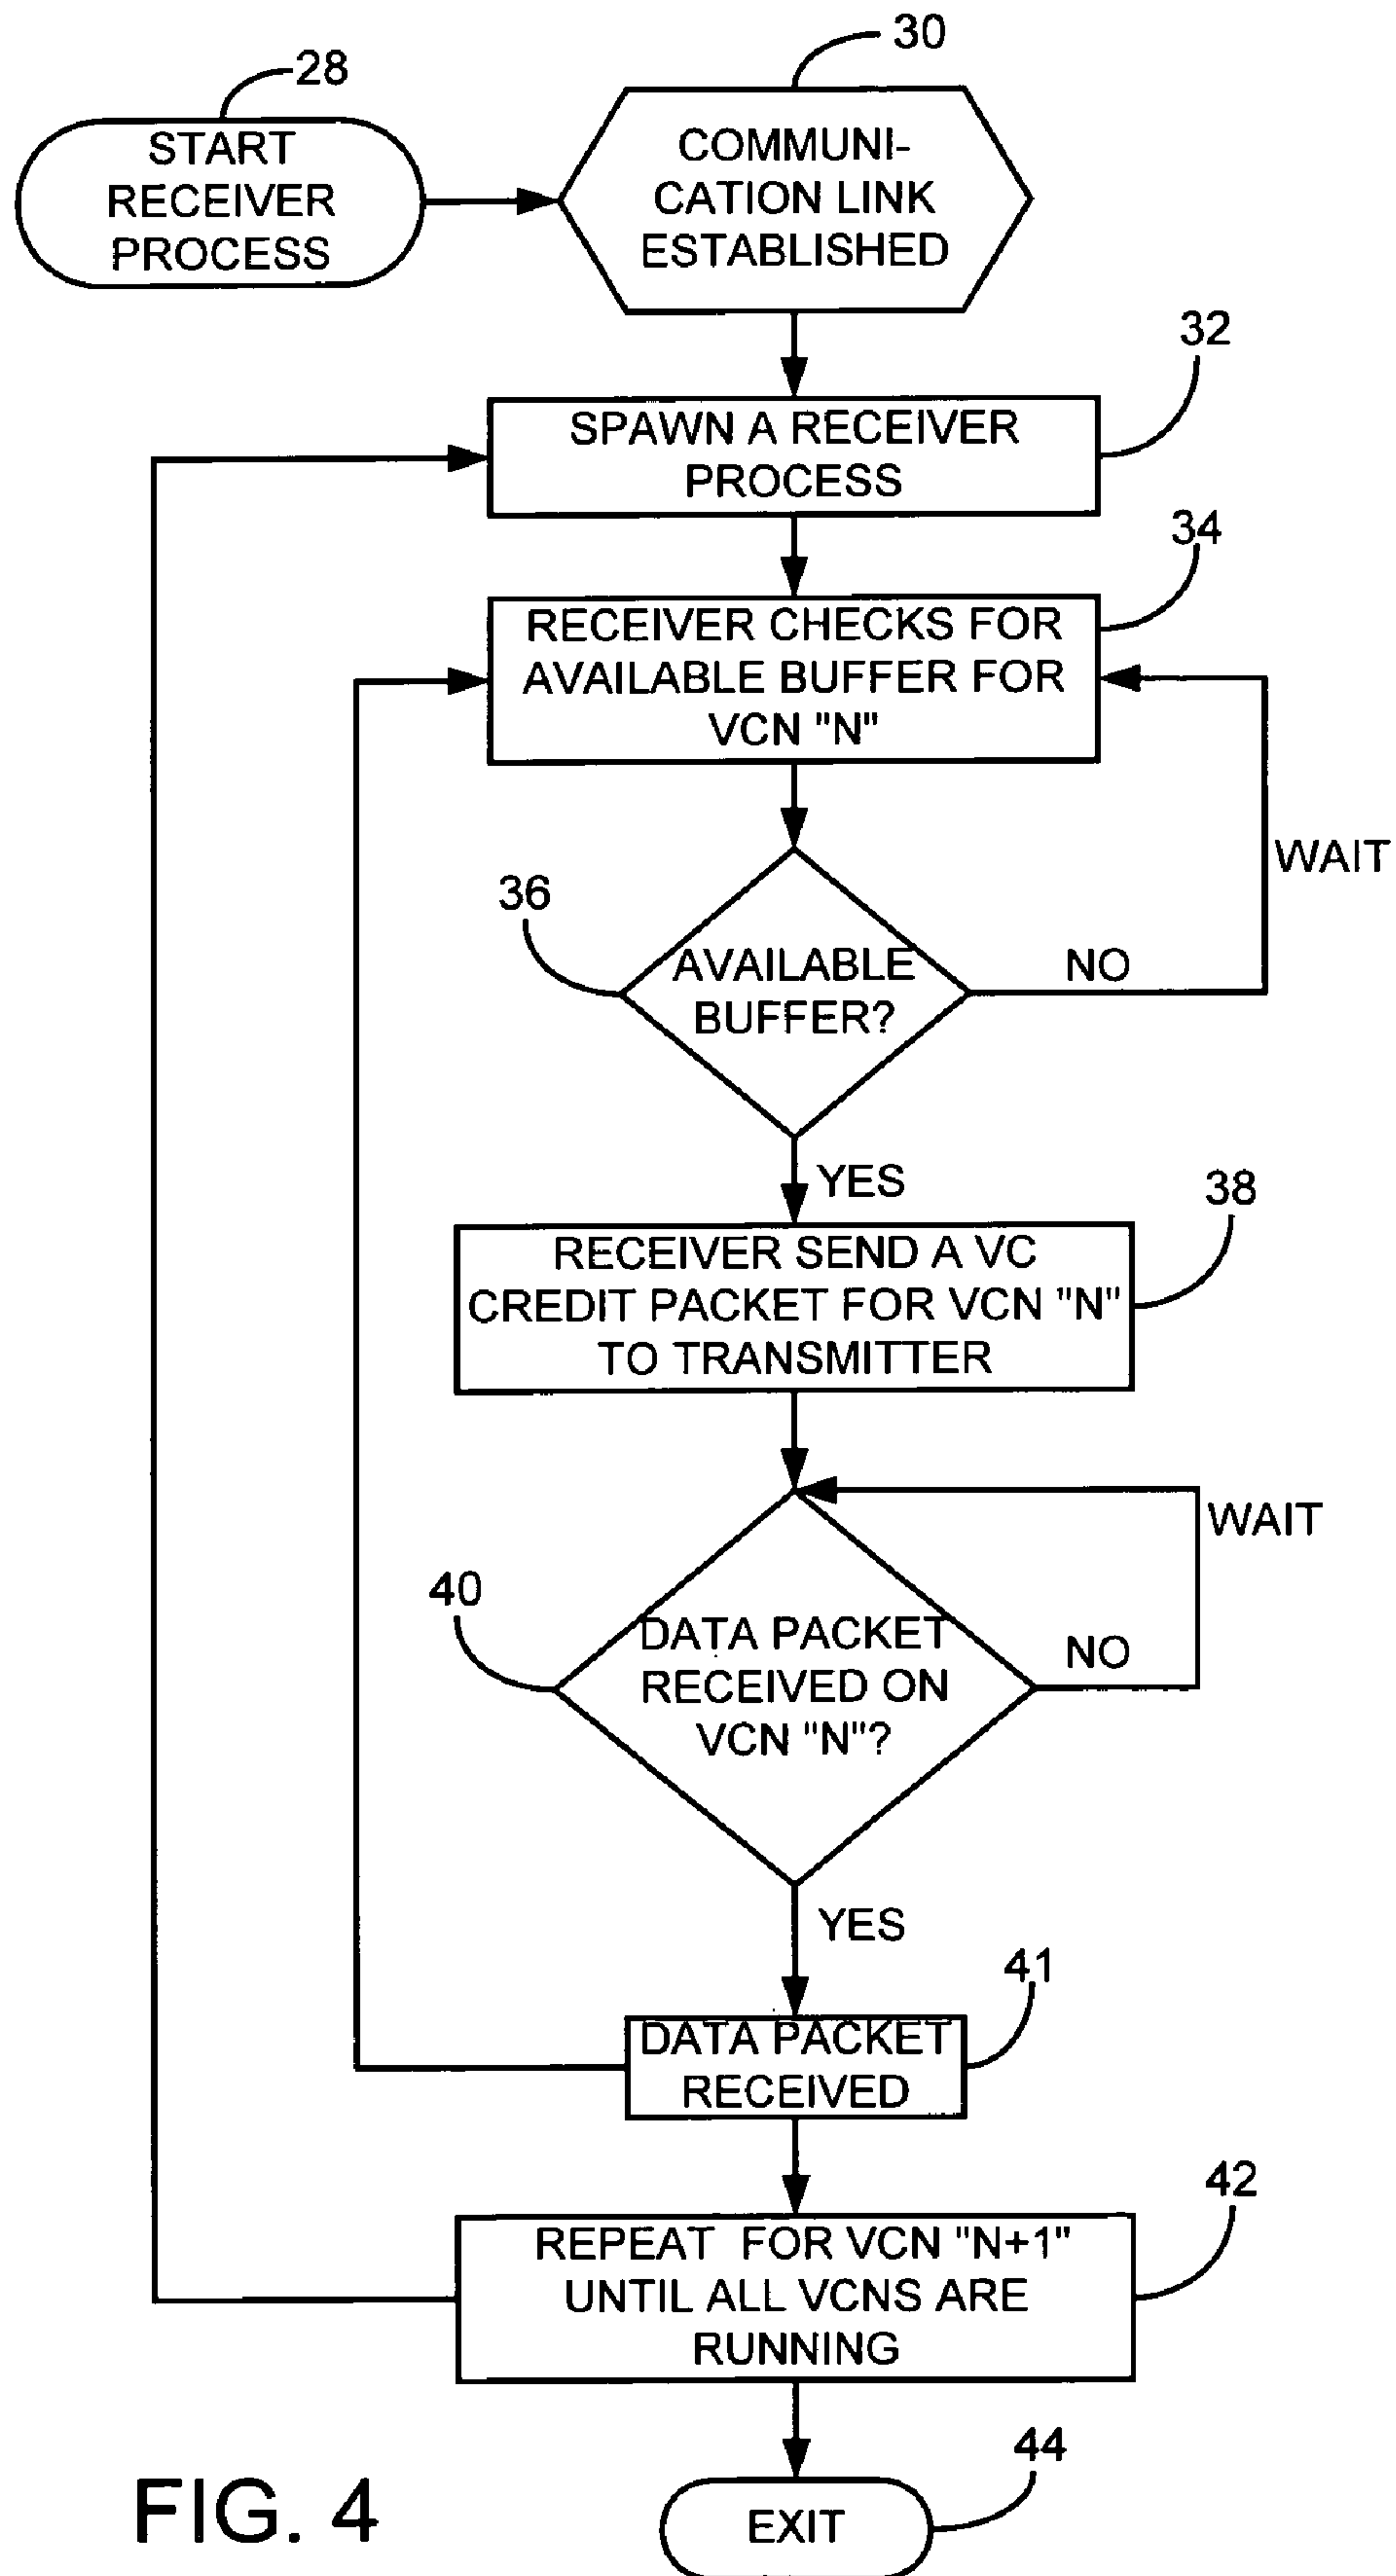 30
28
START
RECEIVER
PROCESS
COMMUNI-
CATION LINK
ESTABLISHED
32
SPAWN A RECEIVER
PROCESS
34
RECEIVER CHECKS FOR
AVAILABLE BUFFER FOR
VCN "N"
WAIT
36
AVAILABLE
BUFFER?
NO
YES
38
RECEIVER SEND A VC
CREDIT PACKET FOR VCN "N"
TO TRANSMITTER
WAIT
40
DATA PACKET
RECEIVED ON
VCN "N"?
NO
YES
41
DATA PACKET
RECEIVED
42
REPEAT FOR VCN "N+1"
UNTIL ALL VCNS ARE
RUNNING
44
EXIT
FIG. 4